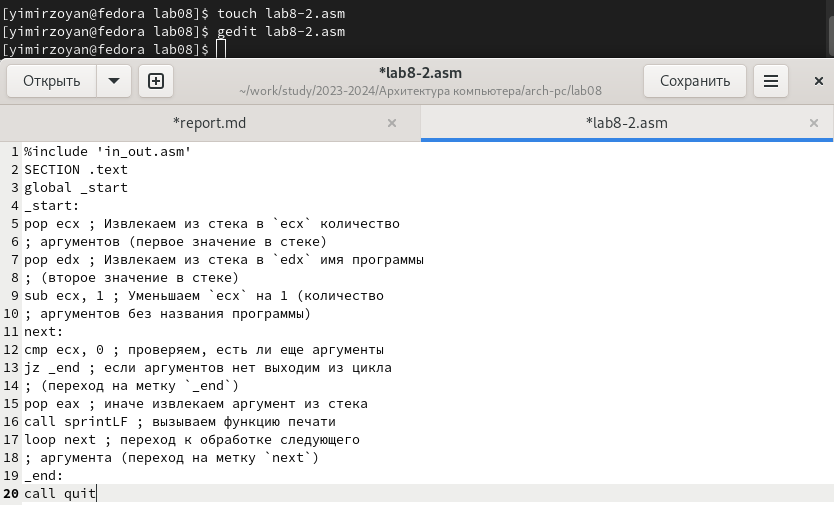 [yimirzoyan@fedora lab08]$ touch lab8-2.asm
[yimirzoyan@fedora lab08]$ gedit lab8-2.asm
[yimirzoyan@fedora lab08]$
Открыть
*lab8-2.asm
~/work/study/2023-2024/Архитектура компьютера/arch-pc/lab08
Сохранить
*report.md
*lab8-2.asm
1 %include 'in_out.asm'
2 SECTION .text
3 global _start
4 _start:
5 pop ecx ; Извлекаем из стека в `ecx` количество
6 ; аргументов (первое значение в стеке)
7 pop edx ; Извлекаем из стека в `edx` имя программы
8 ; (второе значение в стеке)
9 sub ecx, 1 ; Уменьшаем `ecx` на 1 (количество
10 ; аргументов без названия программы)
11 next:
12 cmp ecx, 0 ; проверяем, есть ли еще аргументы
13 jz _end ; если аргументов нет выходим из цикла
14 ; (переход на метку `_end`)
15 pop eax ; иначе извлекаем аргумент из стека
16 call sprintLF ; вызываем функцию печати
17 loop next ; переход к обработке следующего
18 ; аргумента (переход на метку `next`)
19 _end:
20 call quit